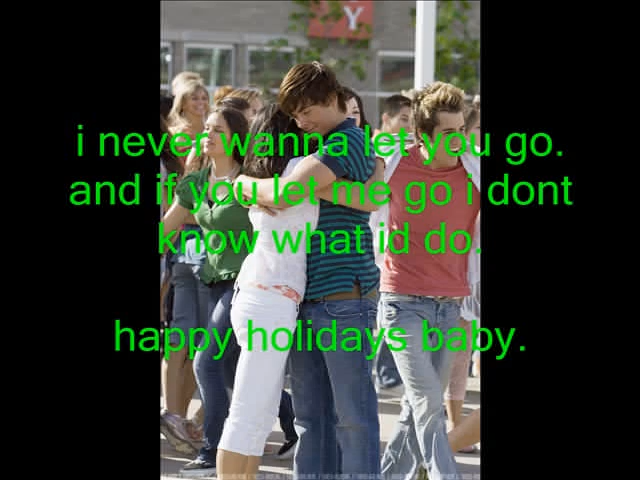 Y
i never wanna let you go.
and if you let me go i dont
know what id do.
happy holidays baby.